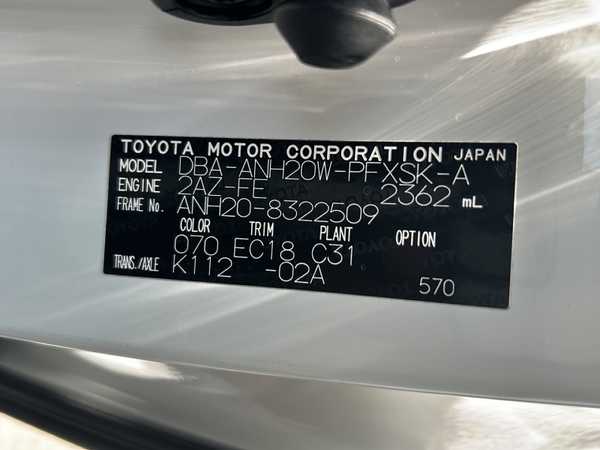 TOYOTA MOTOR CORPORATION JAPAN
MODEL DBA-ANH20W-PFXSK-A
ENGINE 2AZ-FE 2362 mL
FRAME No. ANH20-8322509
COLOR TRIM PLANT OPTION
070 EC18 C31
TRANS./AXLE K112 -02A
570